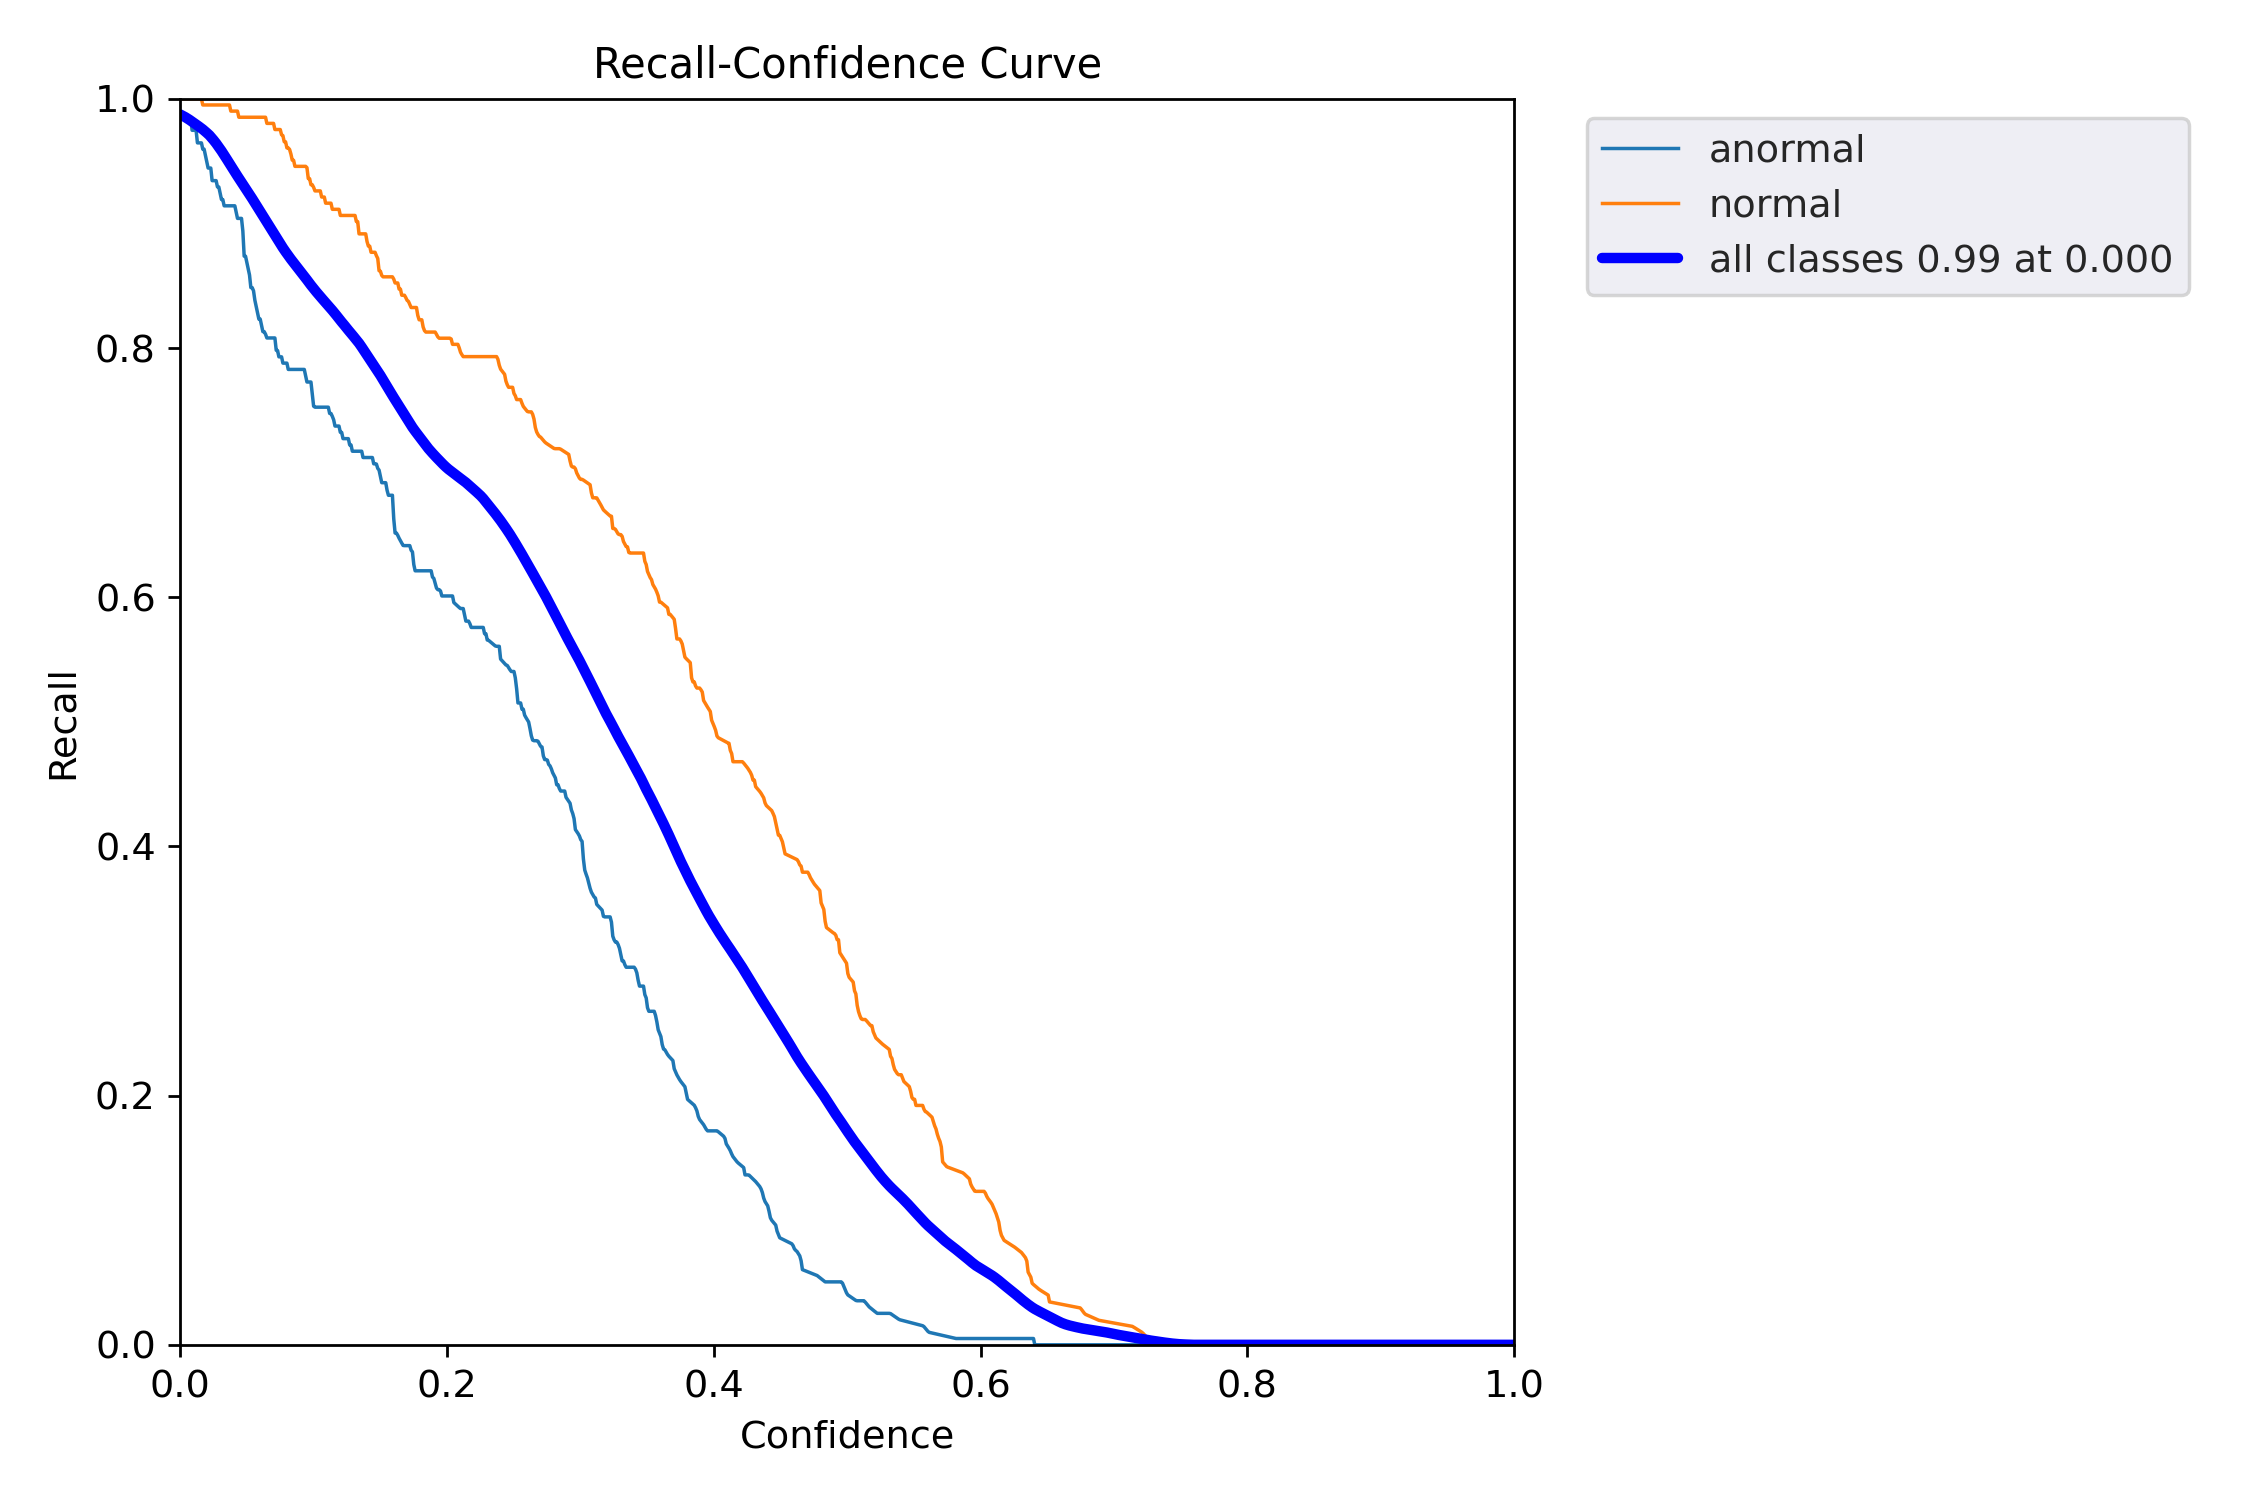 Recall-Confidence Curve
1.0
0.8
0.6
0.4
0.2
0.0
Recall
0.0 0.2 0.4 0.6 0.8 1.0
Confidence
anormal
normal
all classes 0.99 at 0.000